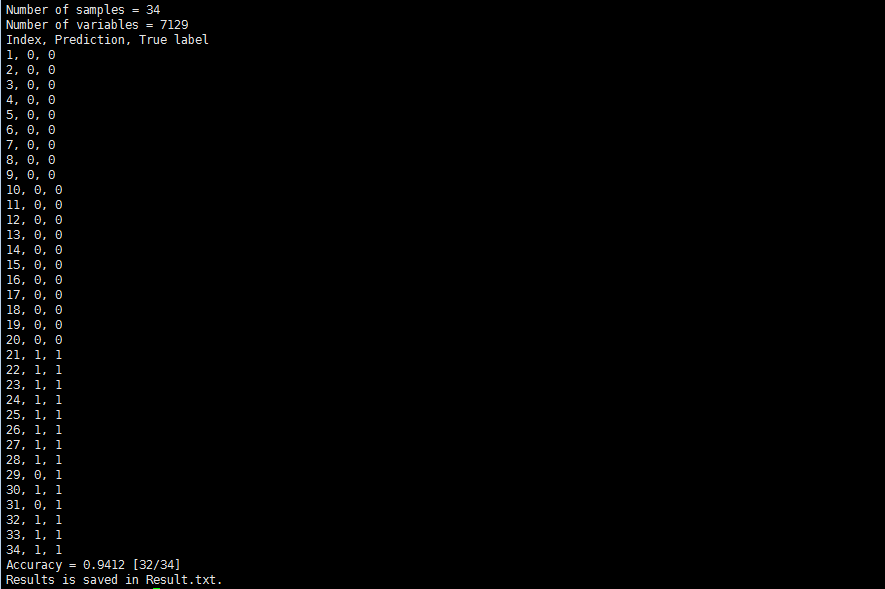 Number of samples = 34
Number of variables = 7129
Index, Prediction, True label
1, 0, 0
2, 0, 0
3, 0, 0
4, 0, 0
5, 0, 0
6, 0, 0
7, 0, 0
8, 0, 0
9, 0, 0
10, 0, 0
11, 0, 0
12, 0, 0
13, 0, 0
14, 0, 0
15, 0, 0
16, 0, 0
17, 0, 0
18, 0, 0
19, 0, 0
20, 0, 0
21, 1, 1
22, 1, 1
23, 1, 1
24, 1, 1
25, 1, 1
26, 1, 1
27, 1, 1
28, 1, 1
29, 0, 1
30, 1, 1
31, 0, 1
32, 1, 1
33, 1, 1
34, 1, 1
Accuracy = 0.9412 [32/34]
Results is saved in Result.txt.